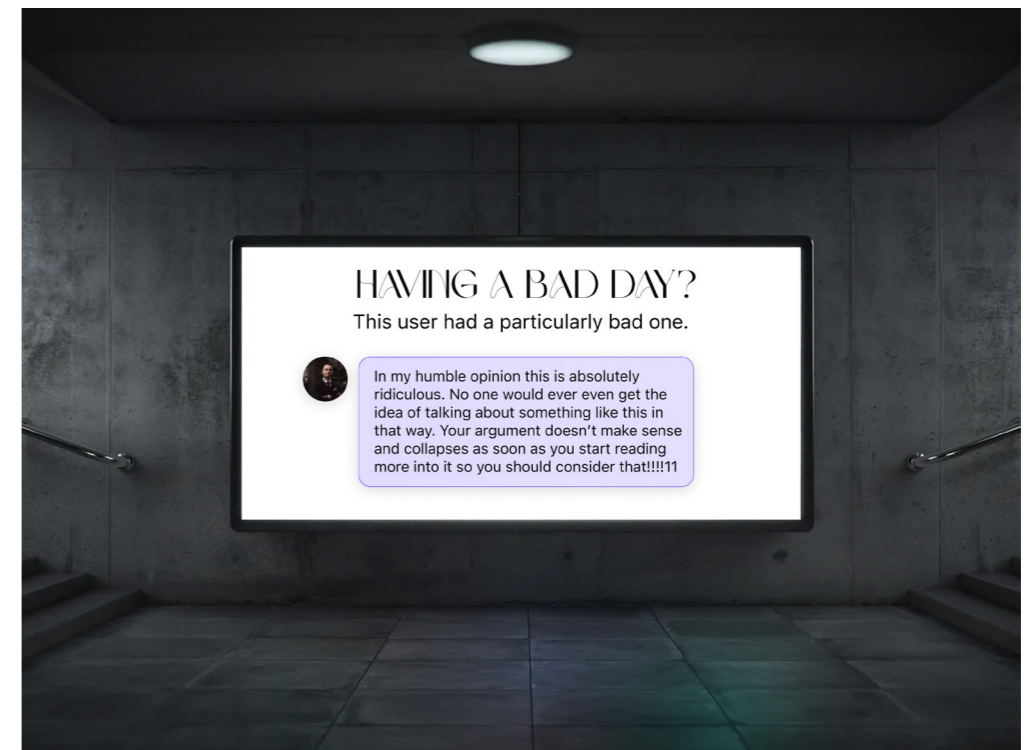 HAVING A BAD DAY?
This user had a particularly bad one.
In my humble opinion this is absolutely
ridiculous. No one would ever even get the
idea of talking about something like this in
that way. Your argument doesn’t make sense
and collapses as soon as you start reading
more into it so you should consider that!!!!11